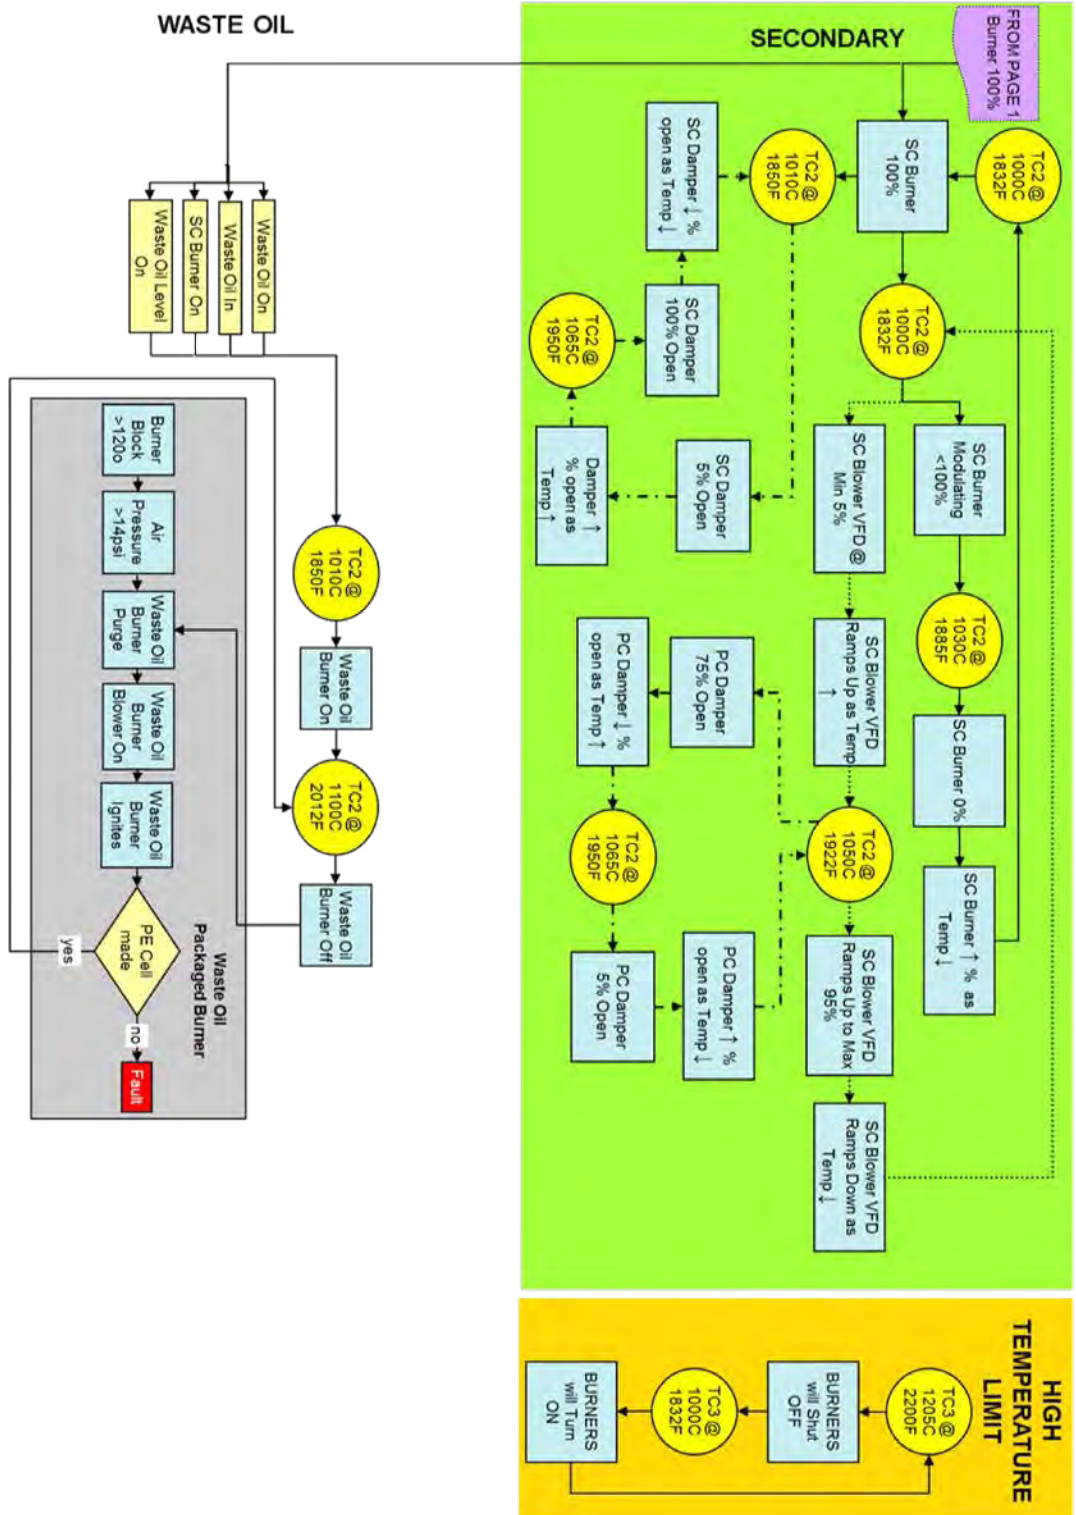 WASTE OIL
SECONDARY
FROM PAGE 1
Burner 100%
TC2 @
1000C
1832F
SC Burner
100%
TC2 @
1010C
1850F
SC Damper ↓ %
open as Temp ↓
SC Damper
100% Open
TC2 @
1065C
1950F
Damper ↑
% open as
Temp ↑
SC Damper
5% Open
TC2 @
1000C
1832F
SC Burner
Modulating
<100%
TC2 @
1030C
1885F
SC Burner 0%
SC Burner ↑ % as
Temp ↓
SC Blower VFD @
Min 5%
SC Blower VFD
Ramps Up as Temp
↑
TC2 @
1050C
1922F
SC Blower VFD
Ramps Up to Max
95%
SC Blower VFD
Ramps Down as
Temp ↓
PC Damper
75% Open
PC Damper ↓ %
open as Temp ↑
TC2 @
1065C
1950F
PC Damper
5% Open
PC Damper ↑ %
open as Temp ↓
HIGH
TEMPERATURE
LIMIT
TC3 @
1205C
2200F
BURNERS
will Shut
OFF
TC3 @
1000C
1832F
BURNERS
will Turn
ON
Waste Oil On
Waste Oil In
SC Burner On
Waste Oil Level
On
TC2 @
1010C
1850F
Waste Oil
Burner On
TC2 @
1100C
2012F
Waste Oil
Burner Off
Waste Oil
Packaged Burner
Burner
Block
>120o
Air
Pressure
>14psi
Waste Oil
Burner
Purge
Waste Oil
Burner
Blower On
Waste Oil
Burner
Ignites
PE Cell
made
yes
no
Fault